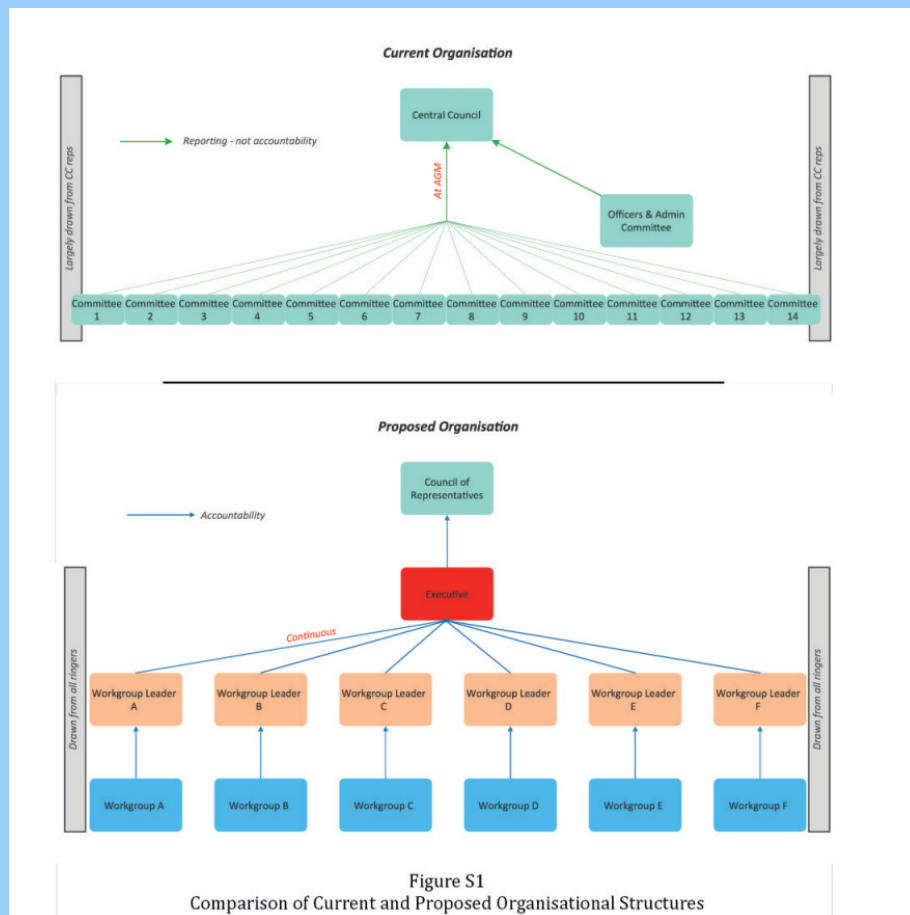 Current Organisation
Central Council
Reporting - not accountability
At AGM
Officers & Admin
Committee
Largely drawn from CC reps
Largely drawn from CC reps
Committee
1
Committee
2
Committee
3
Committee
4
Committee
5
Committee
6
Committee
7
Committee
8
Committee
9
Committee
10
Committee
11
Committee
12
Committee
13
Committee
14
Proposed Organisation
Council of
Representatives
Accountability
Executive
Continuous
Drawn from all ringers
Drawn from all ringers
Workgroup Leader
A
Workgroup Leader
B
Workgroup Leader
C
Workgroup Leader
D
Workgroup Leader
E
Workgroup Leader
F
Workgroup A
Workgroup B
Workgroup C
Workgroup D
Workgroup E
Workgroup F
Figure S1
Comparison of Current and Proposed Organisational Structures